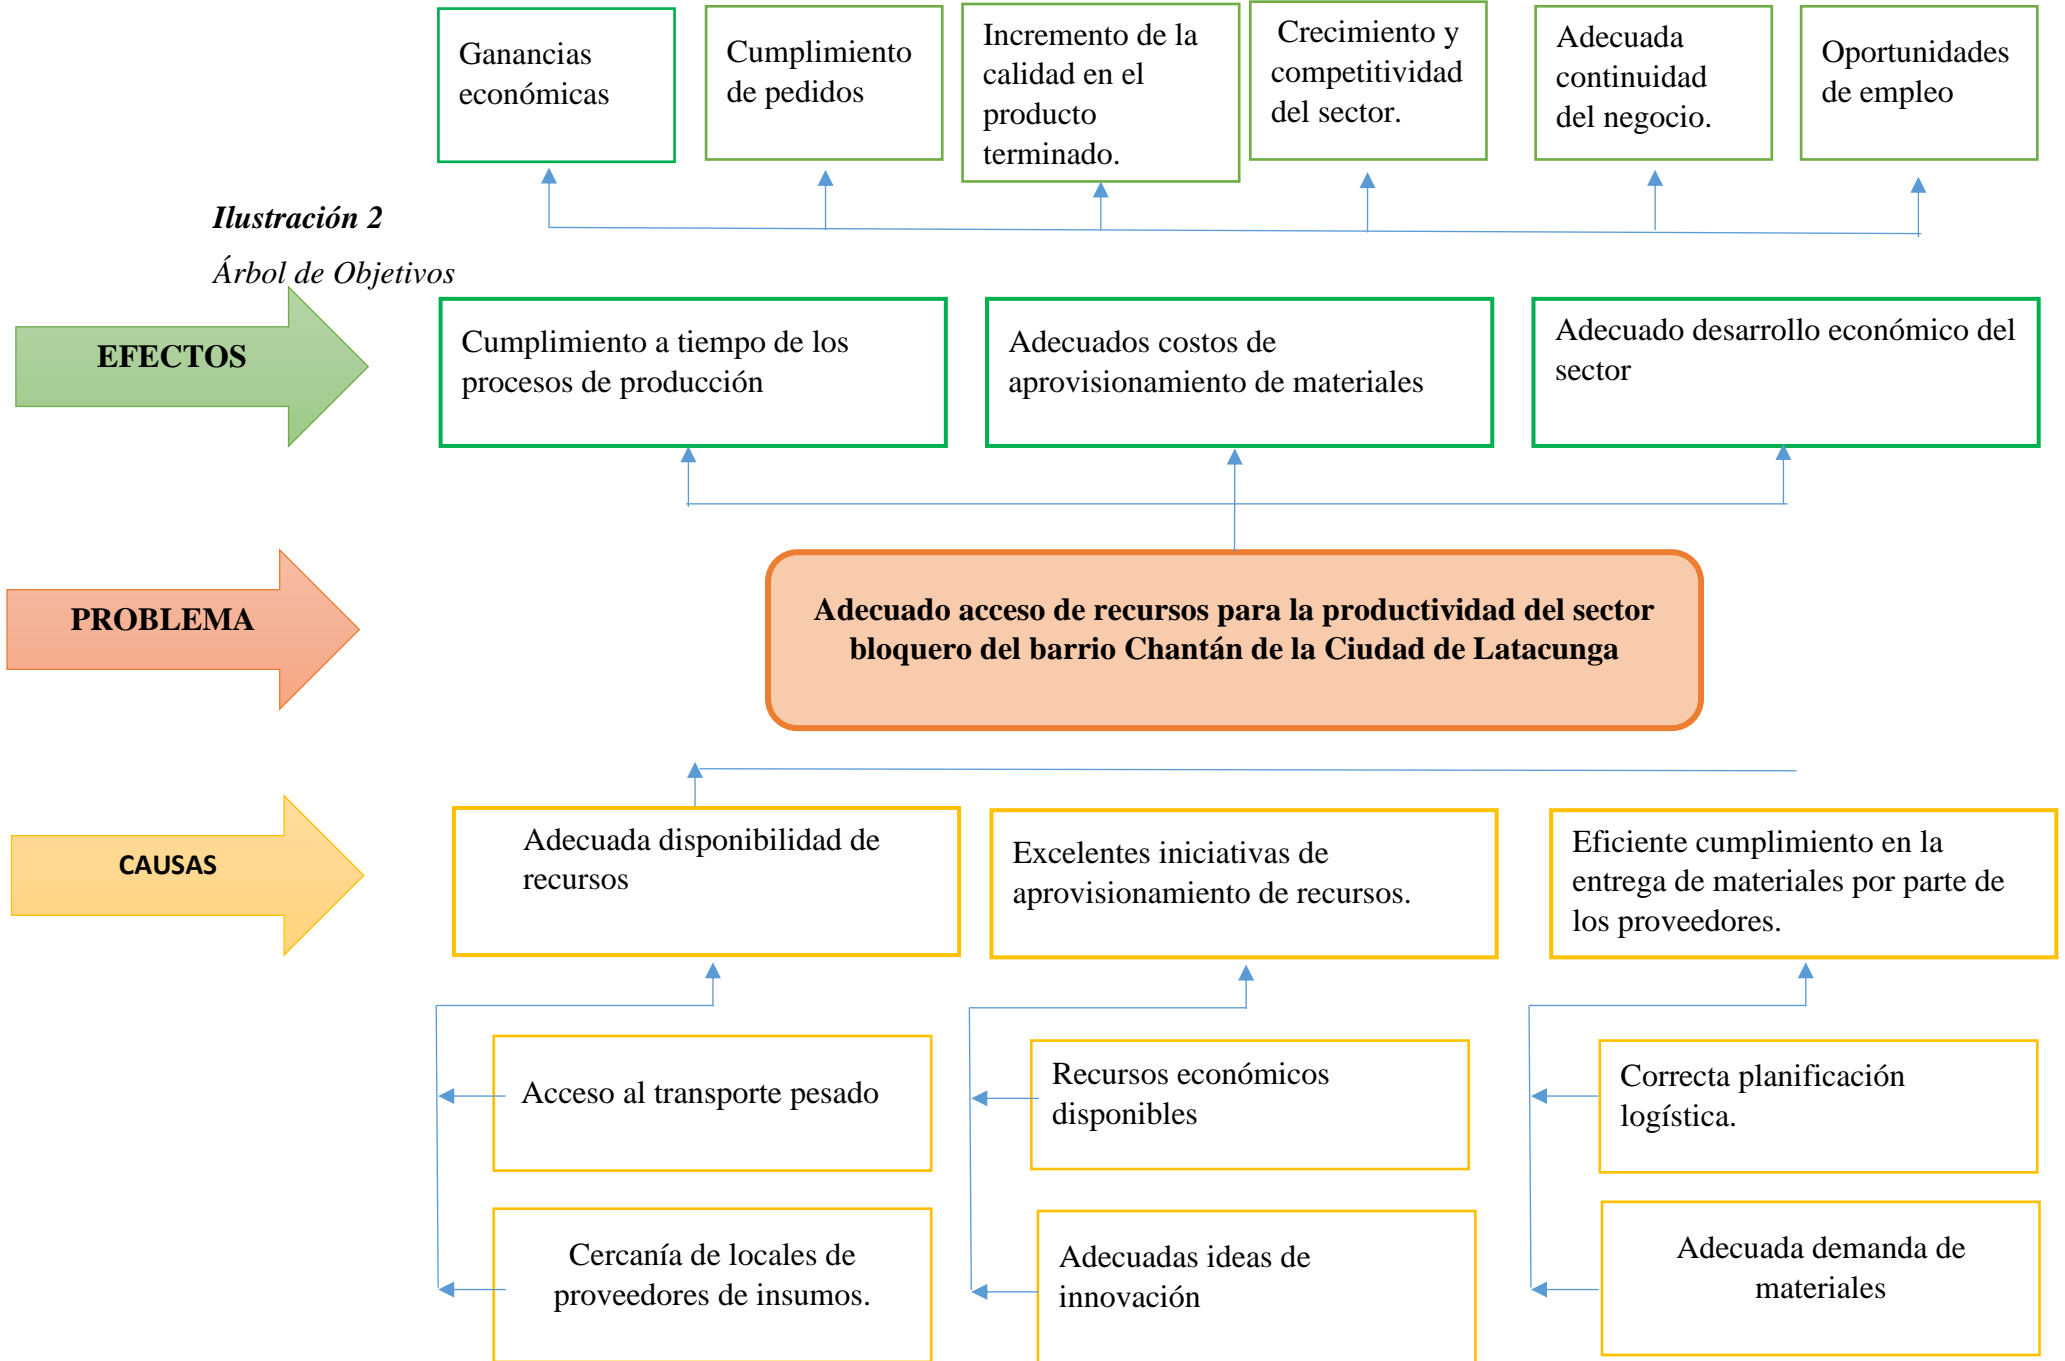 Ganancias
económicas
Cumplimiento
de pedidos
Incremento de la
calidad en el
producto
terminado.
Crecimiento y
competitividad
del sector.
Adecuada
continuidad
del negocio.
Oportunidades
de empleo
Ilustración 2
Árbol de Objetivos
EFECTOS
Cumplimiento a tiempo de los
procesos de producción
Adecuados costos de
aprovisionamiento de materiales
Adecuado desarrollo económico del
sector
PROBLEMA
Adecuado acceso de recursos para la productividad del sector
bloquero del barrio Chantán de la Ciudad de Latacunga
CAUSAS
Adecuada disponibilidad de
recursos
Excelentes iniciativas de
aprovisionamiento de recursos.
Eficiente cumplimiento en la
entrega de materiales por parte de
los proveedores.
Acceso al transporte pesado
Recursos económicos
disponibles
Correcta planificación
logística.
Cercanía de locales de
proveedores de insumos.
Adecuadas ideas de
innovación
Adecuada demanda de
materiales